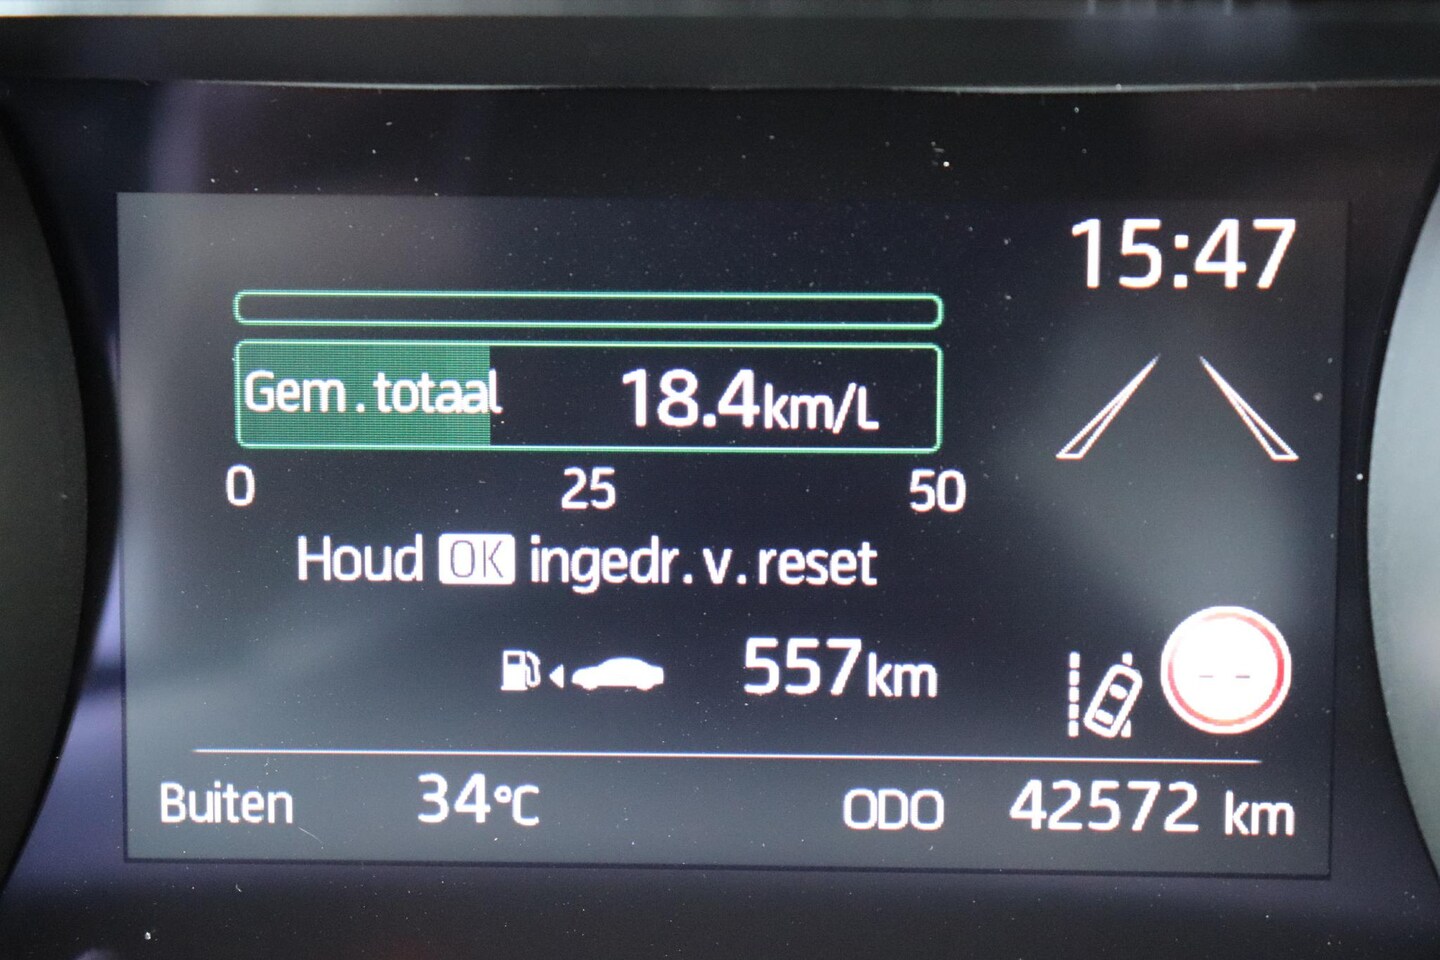 15:47
Gem. totaal 18.4km/L
0 25 50
Houd OK ingedr. v. reset
557km
-- 
Buiten 34°C ODO 42572 km